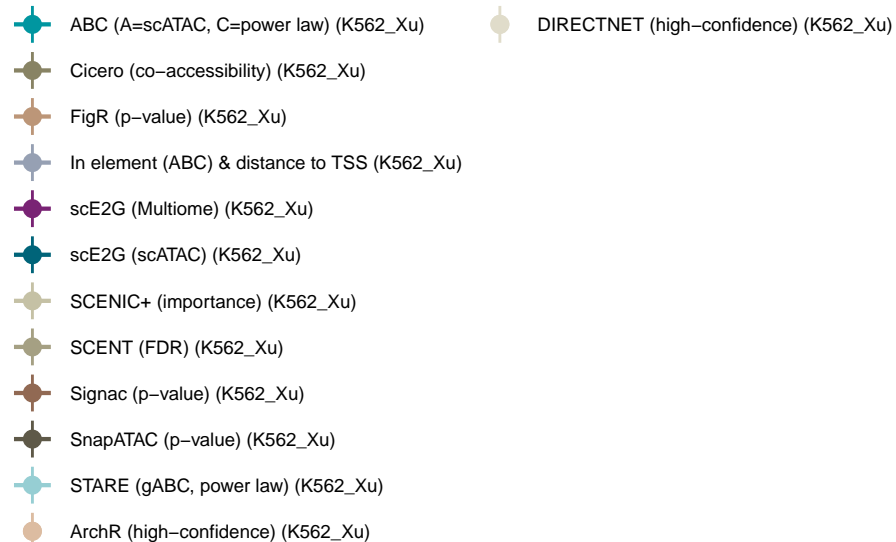 ABC (A=scATAC, C=power law) (K562_Xu)
Cicero (co−accessibility) (K562_Xu)
FigR (p−value) (K562_Xu)
In element (ABC) & distance to TSS (K562_Xu)
scE2G (Multiome) (K562_Xu)
scE2G (scATAC) (K562_Xu)
SCENIC+ (importance) (K562_Xu)
SCENT (FDR) (K562_Xu)
Signac (p−value) (K562_Xu)
SnapATAC (p−value) (K562_Xu)
STARE (gABC, power law) (K562_Xu)
ArchR (high−confidence) (K562_Xu)
DIRECTNET (high−confidence) (K562_Xu)